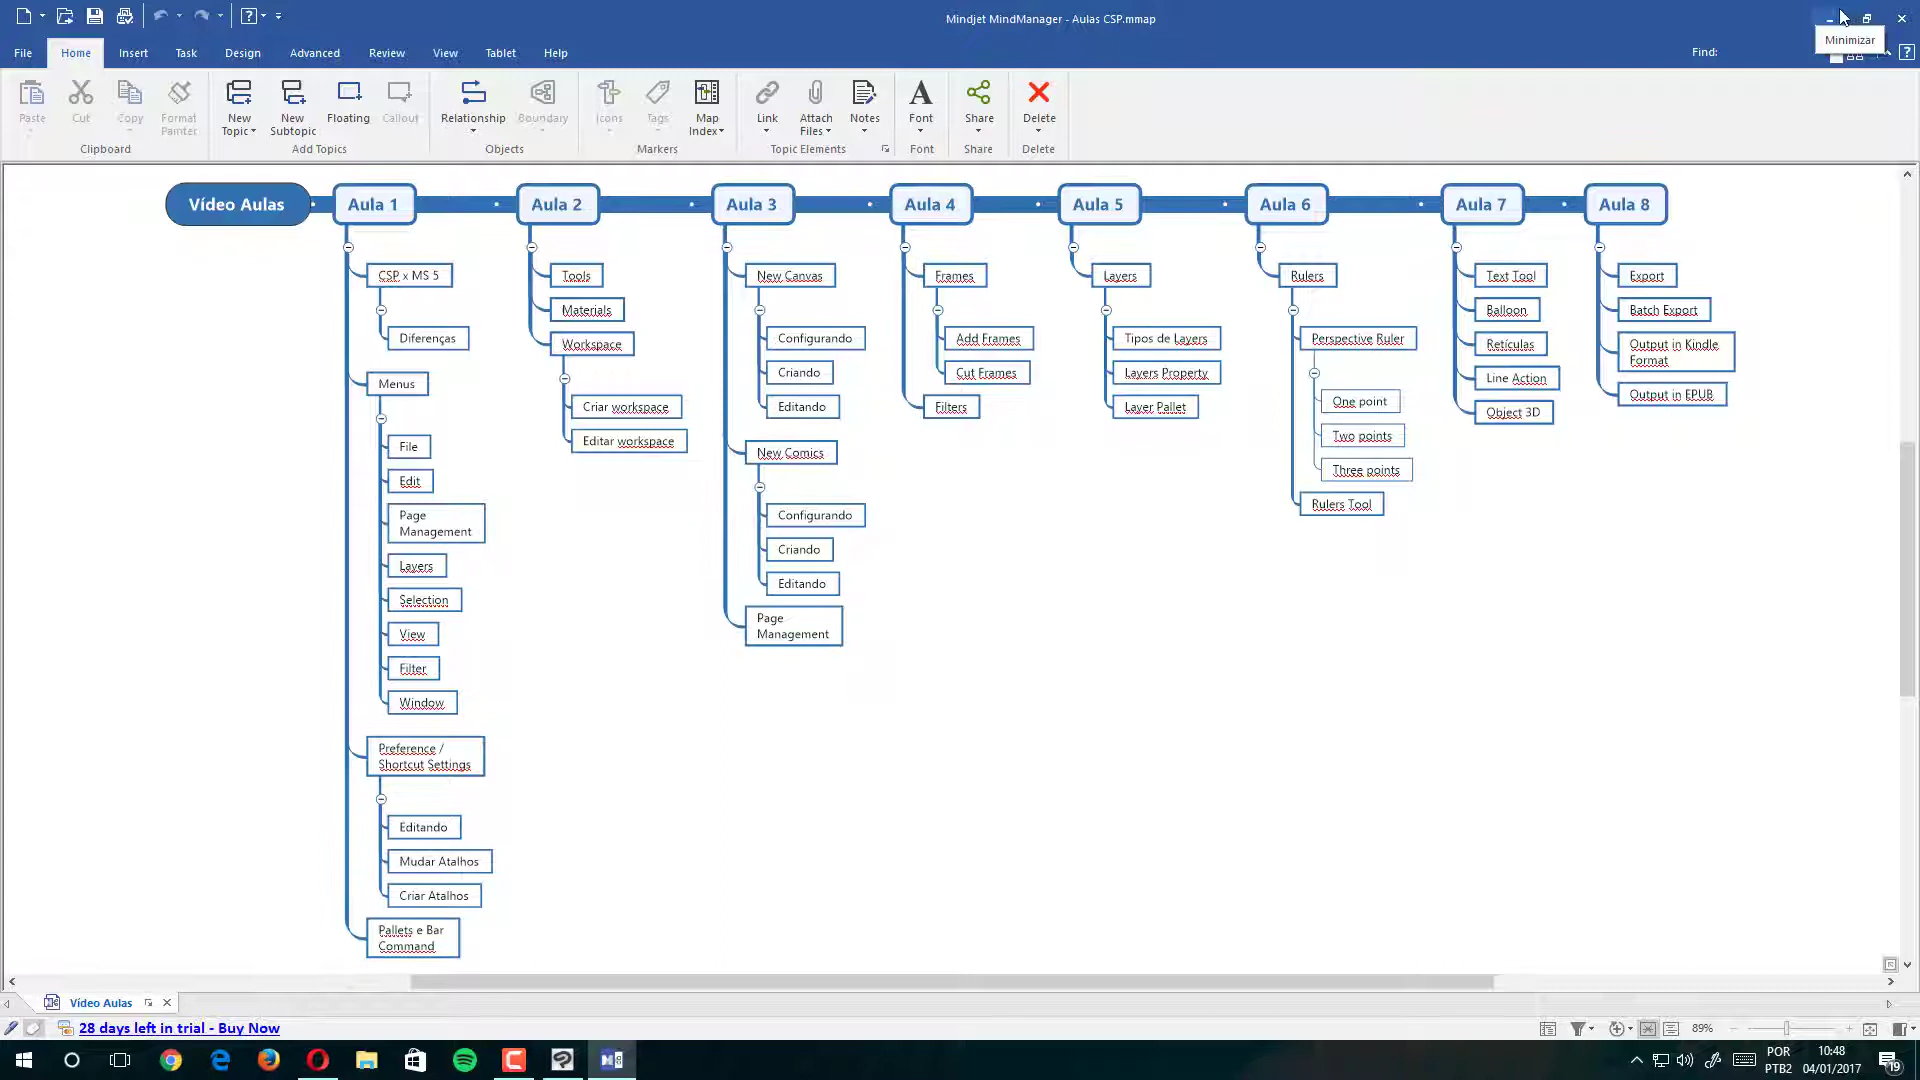 Mindjet MindManager - Aulas CSP.mmap
Minimizar
File Home Insert Task Design Advanced Review View Tablet Help
Find:
Paste
Cut
Copy
Format
Painter
Clipboard
New
Topic
New
Subtopic
Floating
Callout
Add Topics
Relationship
Boundary
Objects
Icons
Tags
Map
Index
Markers
Link
Attach
Files
Notes
Topic Elements
Font
Font
Share
Share
Delete
Delete
Vídeo Aulas
Aula 1
CSP x MS 5
Diferenças
Menus
File
Edit
Page
Management
Layers
Selection
View
Filter
Window
Preference /
Shortcut Settings
Editando
Mudar Atalhos
Criar Atalhos
Pallets e Bar
Command
Aula 2
Tools
Materials
Workspace
Criar workspace
Editar workspace
Aula 3
New Canvas
Configurando
Criando
Editando
New Comics
Configurando
Criando
Editando
Page
Management
Aula 4
Frames
Add Frames
Cut Frames
Filters
Aula 5
Layers
Tipos de Layers
Layers Property
Layer Pallet
Aula 6
Rulers
Perspective Ruler
One point
Two points
Three points
Rulers Tool
Aula 7
Text Tool
Balloon
Retículas
Line Action
Object 3D
Aula 8
Export
Batch Export
Output in Kindle
Format
Output in EPUB
Vídeo Aulas
28 days left in trial - Buy Now
89%
POR
PTB2
10:48
04/01/2017
19